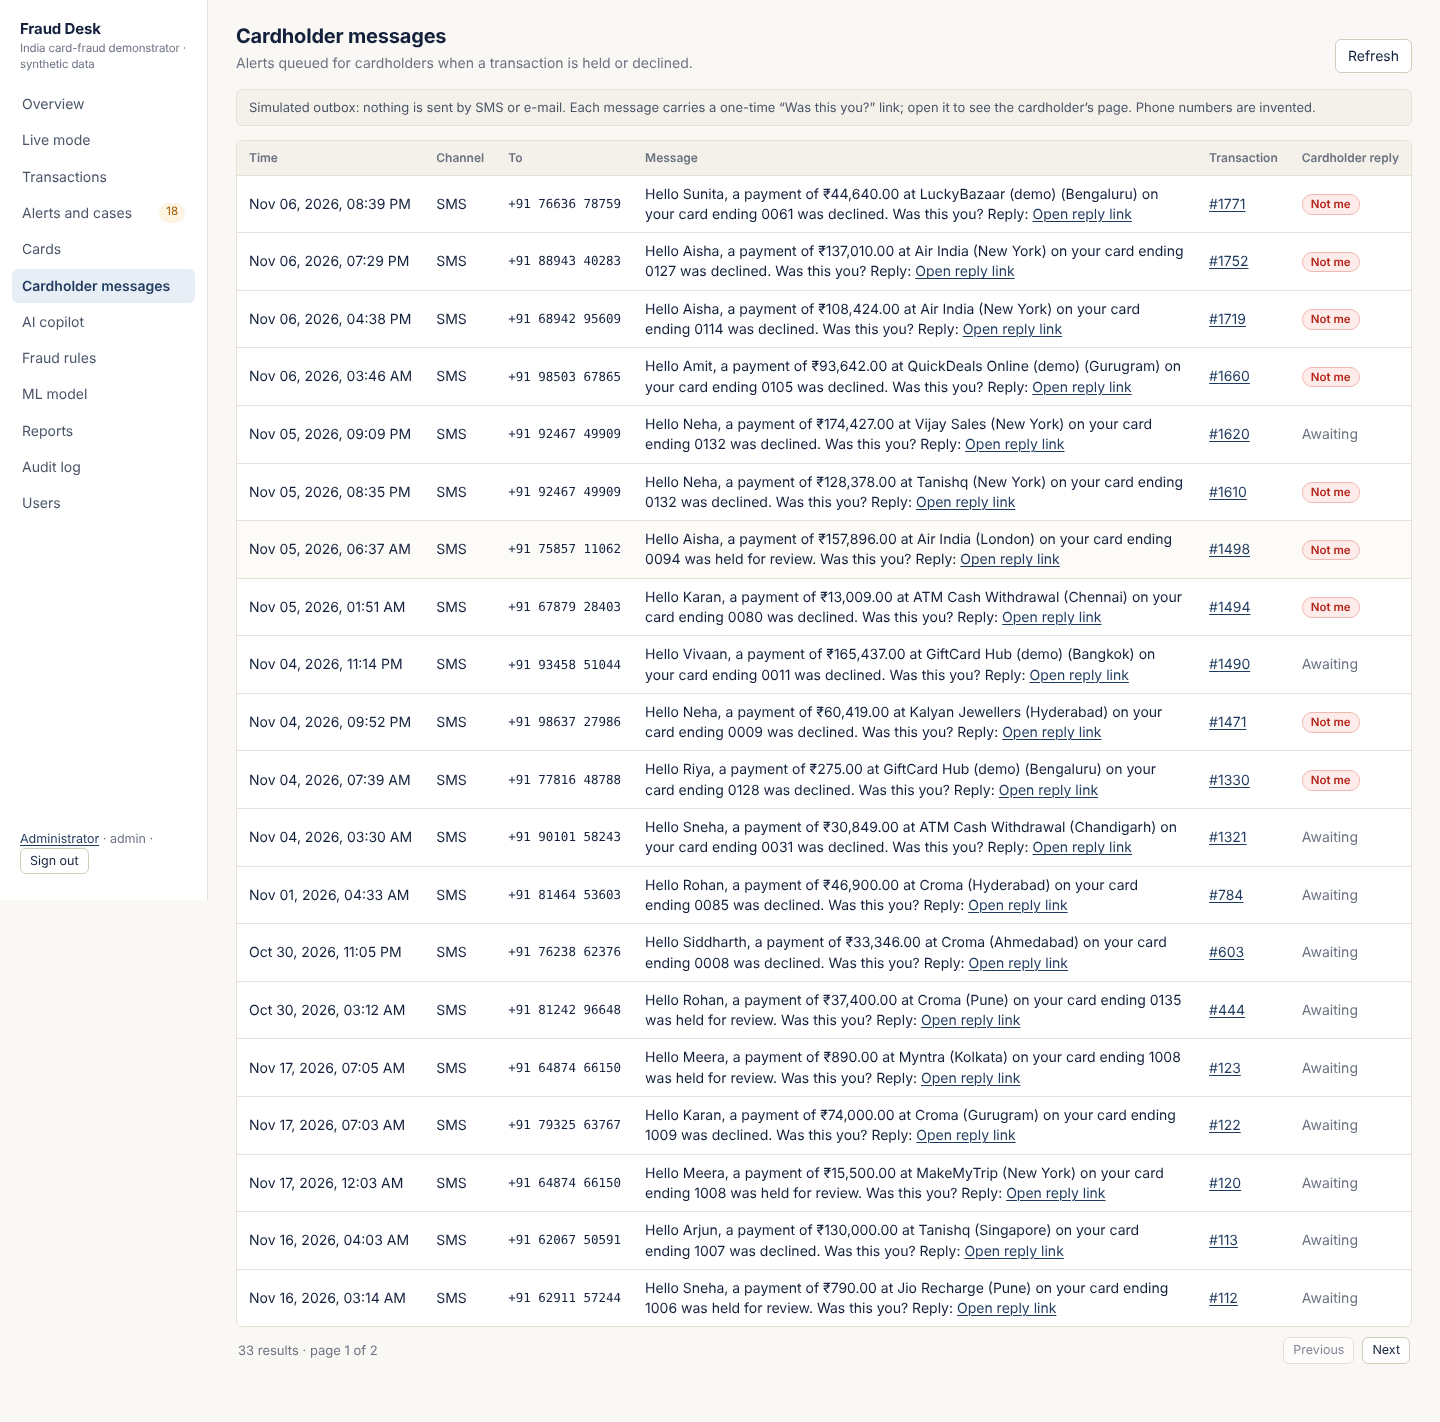 Fraud Desk
India card-fraud demonstrator ·
synthetic data
Overview
Live mode
Transactions
Alerts and cases 18
Cards
Cardholder messages
AI copilot
Fraud rules
ML model
Reports
Audit log
Users
Administrator · admin ·
Sign out
Cardholder messages
Alerts queued for cardholders when a transaction is held or declined.
Refresh
Simulated outbox: nothing is sent by SMS or e-mail. Each message carries a one-time “Was this you?” link; open it to see the cardholder’s page. Phone numbers are invented.
Time Channel To Message Transaction Cardholder reply
Nov 06, 2026, 08:39 PM SMS +91 76636 78759 Hello Sunita, a payment of ₹44,640.00 at LuckyBazaar (demo) (Bengaluru) on
your card ending 0061 was declined. Was this you? Reply: Open reply link #1771 Not me
Nov 06, 2026, 07:29 PM SMS +91 88943 40283 Hello Aisha, a payment of ₹137,010.00 at Air India (New York) on your card ending
0127 was declined. Was this you? Reply: Open reply link #1752 Not me
Nov 06, 2026, 04:38 PM SMS +91 68942 95609 Hello Aisha, a payment of ₹108,424.00 at Air India (New York) on your card
ending 0114 was declined. Was this you? Reply: Open reply link #1719 Not me
Nov 06, 2026, 03:46 AM SMS +91 98503 67865 Hello Amit, a payment of ₹93,642.00 at QuickDeals Online (demo) (Gurugram) on
your card ending 0105 was declined. Was this you? Reply: Open reply link #1660 Not me
Nov 05, 2026, 09:09 PM SMS +91 92467 49909 Hello Neha, a payment of ₹174,427.00 at Vijay Sales (New York) on your card
ending 0132 was declined. Was this you? Reply: Open reply link #1620 Awaiting
Nov 05, 2026, 08:35 PM SMS +91 92467 49909 Hello Neha, a payment of ₹128,378.00 at Tanishq (New York) on your card ending
0132 was declined. Was this you? Reply: Open reply link #1610 Not me
Nov 05, 2026, 06:37 AM SMS +91 75857 11062 Hello Aisha, a payment of ₹157,896.00 at Air India (London) on your card ending
0094 was held for review. Was this you? Reply: Open reply link #1498 Not me
Nov 05, 2026, 01:51 AM SMS +91 67879 28403 Hello Karan, a payment of ₹13,009.00 at ATM Cash Withdrawal (Chennai) on your
card ending 0080 was declined. Was this you? Reply: Open reply link #1494 Not me
Nov 04, 2026, 11:14 PM SMS +91 93458 51044 Hello Vivaan, a payment of ₹165,437.00 at GiftCard Hub (demo) (Bangkok) on
your card ending 0011 was declined. Was this you? Reply: Open reply link #1490 Awaiting
Nov 04, 2026, 09:52 PM SMS +91 98637 27986 Hello Neha, a payment of ₹60,419.00 at Kalyan Jewellers (Hyderabad) on your
card ending 0009 was declined. Was this you? Reply: Open reply link #1471 Not me
Nov 04, 2026, 07:39 AM SMS +91 77816 48788 Hello Riya, a payment of ₹275.00 at GiftCard Hub (demo) (Bengaluru) on your
card ending 0128 was declined. Was this you? Reply: Open reply link #1330 Not me
Nov 04, 2026, 03:30 AM SMS +91 90101 58243 Hello Sneha, a payment of ₹30,849.00 at ATM Cash Withdrawal (Chandigarh) on
your card ending 0031 was declined. Was this you? Reply: Open reply link #1321 Awaiting
Nov 01, 2026, 04:33 AM SMS +91 81464 53603 Hello Rohan, a payment of ₹46,900.00 at Croma (Hyderabad) on your card
ending 0085 was declined. Was this you? Reply: Open reply link #784 Awaiting
Oct 30, 2026, 11:05 PM SMS +91 76238 62376 Hello Siddharth, a payment of ₹33,346.00 at Croma (Ahmedabad) on your card
ending 0008 was declined. Was this you? Reply: Open reply link #603 Awaiting
Oct 30, 2026, 03:12 AM SMS +91 81242 96648 Hello Rohan, a payment of ₹37,400.00 at Croma (Pune) on your card ending 0135
was held for review. Was this you? Reply: Open reply link #444 Awaiting
Nov 17, 2026, 07:05 AM SMS +91 64874 66150 Hello Meera, a payment of ₹890.00 at Myntra (Kolkata) on your card ending 1008
was held for review. Was this you? Reply: Open reply link #123 Awaiting
Nov 17, 2026, 07:03 AM SMS +91 79325 63767 Hello Karan, a payment of ₹74,000.00 at Croma (Gurugram) on your card ending
1009 was declined. Was this you? Reply: Open reply link #122 Awaiting
Nov 17, 2026, 12:03 AM SMS +91 64874 66150 Hello Meera, a payment of ₹15,500.00 at MakeMyTrip (New York) on your card
ending 1008 was held for review. Was this you? Reply: Open reply link #120 Awaiting
Nov 16, 2026, 04:03 AM SMS +91 62067 50591 Hello Arjun, a payment of ₹130,000.00 at Tanishq (Singapore) on your card
ending 1007 was declined. Was this you? Reply: Open reply link #113 Awaiting
Nov 16, 2026, 03:14 AM SMS +91 62911 57244 Hello Sneha, a payment of ₹790.00 at Jio Recharge (Pune) on your card ending
1006 was held for review. Was this you? Reply: Open reply link #112 Awaiting
33 results · page 1 of 2 Previous Next